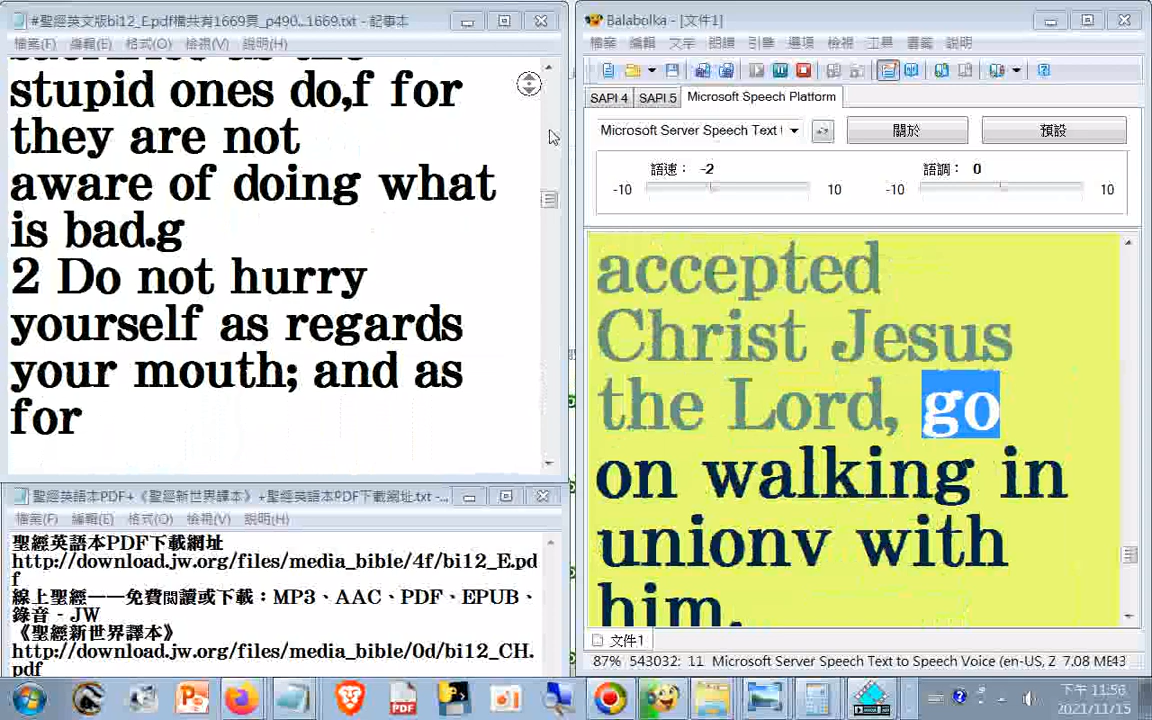 #聖經英文版bi12_E.pdf檔共有1669頁_p490...1669.txt - 記事本
檔案(F) 編輯(E) 格式(O) 檢視(V) 說明(H)
stupid ones do,f for
they are not
aware of doing what
is bad.g
2 Do not hurry
yourself as regards
your mouth; and as
for
聖經英語本PDF+《聖經新世界譯本》+聖經英語本PDF下載網址.txt -...
檔案(F) 編輯(E) 格式(O) 檢視(V) 說明(H)
聖經英語本PDF下載網址
http://download.jw.org/files/media_bible/4f/bi12_E.pd
f
線上聖經──免費閱讀或下載：MP3、AAC、PDF、EPUB、
錄音 - JW
《聖經新世界譯本》
http://download.jw.org/files/media_bible/0d/bi12_CH.
pdf
Balabolka - [文件1]
檔案 編輯 文字 朗讀 引擎 選項 檢視 工具 書籤 說明
SAPI 4 SAPI 5 Microsoft Speech Platform
Microsoft Server Speech Text 關於 預設
語速： -2 語調： 0
-10 10 -10 10
accepted
Christ Jesus
the Lord, go
on walking in
unionv with
him.
文件1
87% 543032: 11 Microsoft Server Speech Text to Speech Voice (en-US, Z 7.08 ME43
下午 11:56
2021/11/15